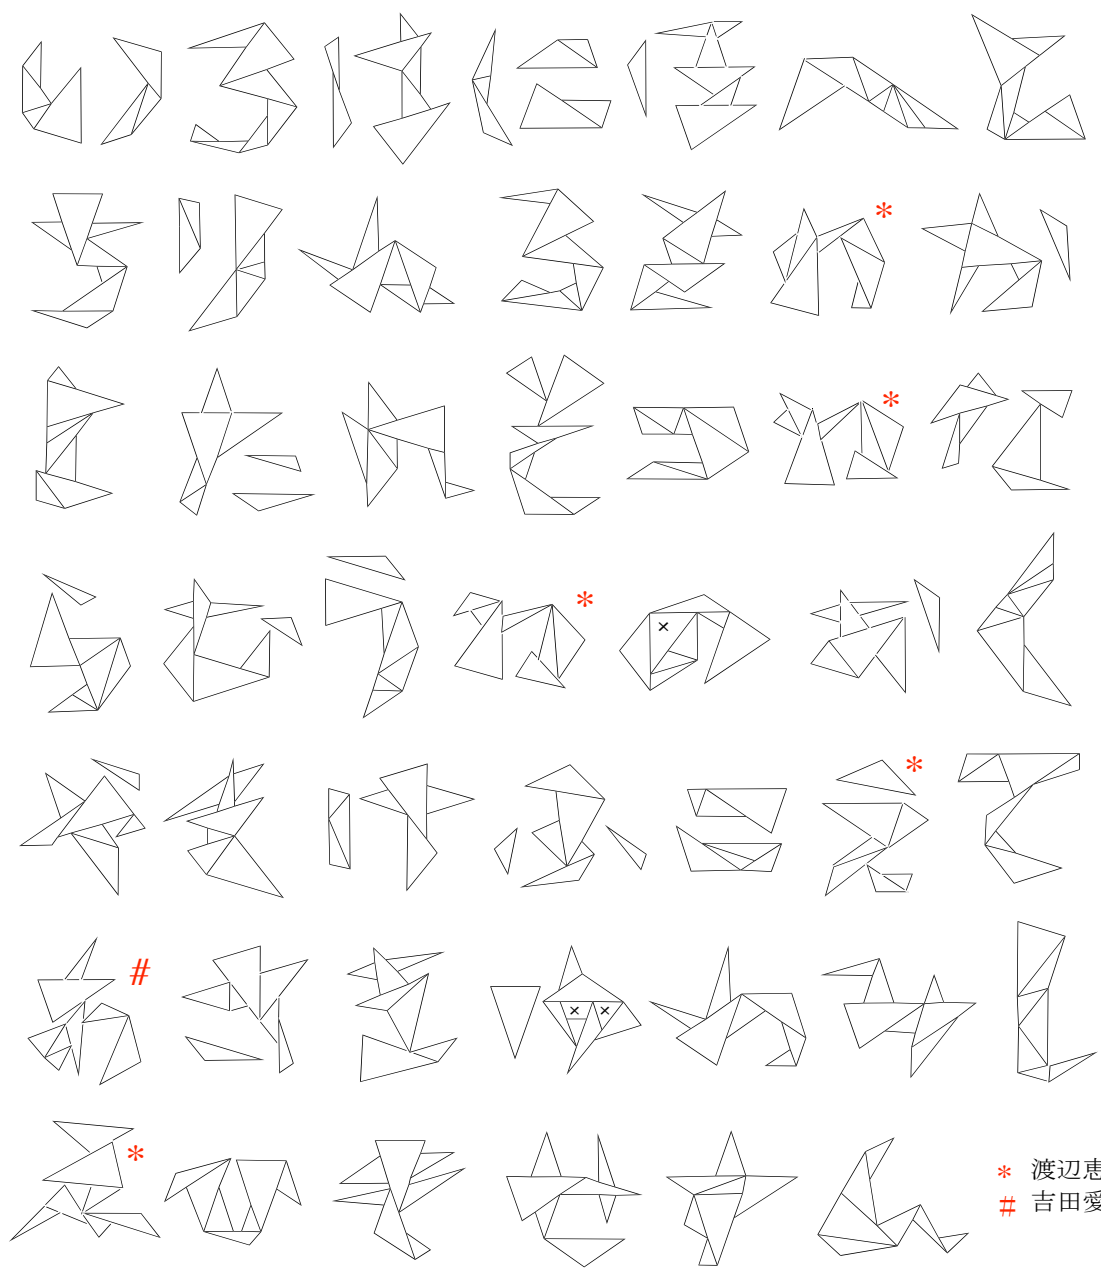 いろはにほへと
ちりぬるをわ*か
よたれそつね*な
らむうゐ*のおく
やまけふこえ*て
あ#さきゆめみし
ゑ*ひもせすん
* 渡辺恵
# 吉田愛